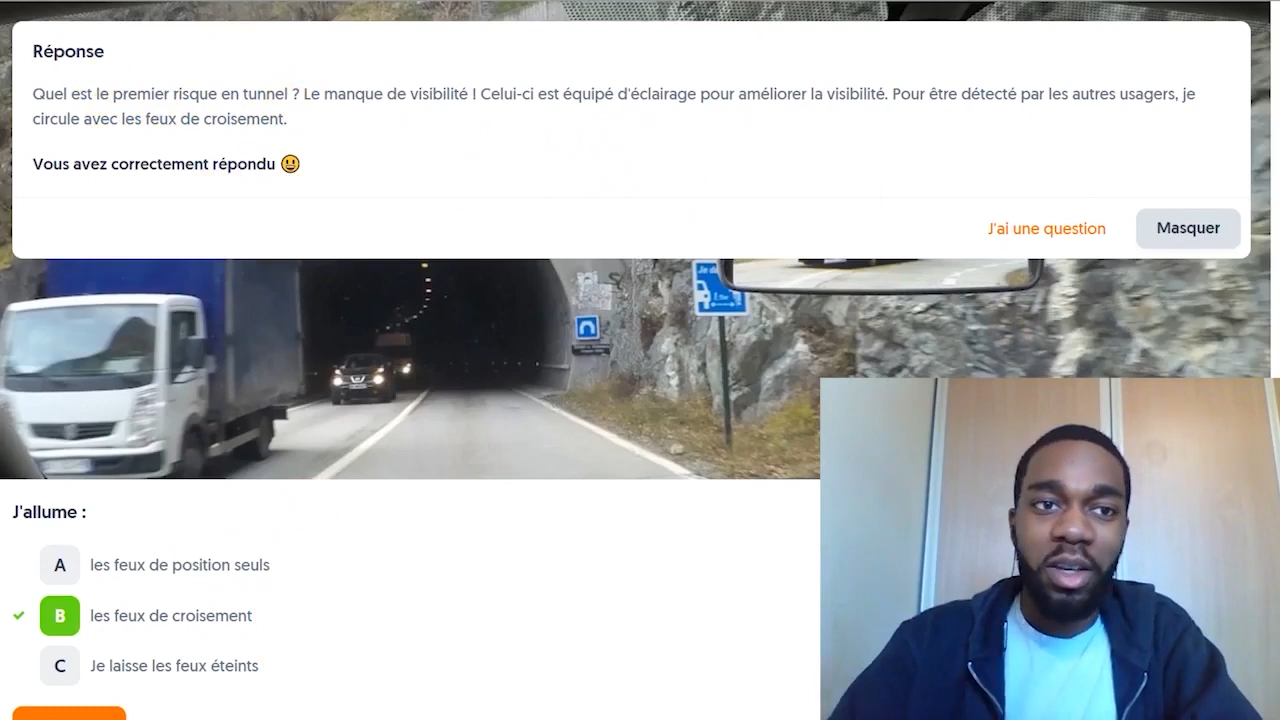 Réponse
Quel est le premier risque en tunnel ? Le manque de visibilité ! Celui-ci est équipé d'éclairage pour améliorer la visibilité. Pour être détecté par les autres usagers, je
circule avec les feux de croisement.
Vous avez correctement répondu 😃
J'ai une question
Masquer
J'allume :
A les feux de position seuls
B les feux de croisement
C Je laisse les feux éteints